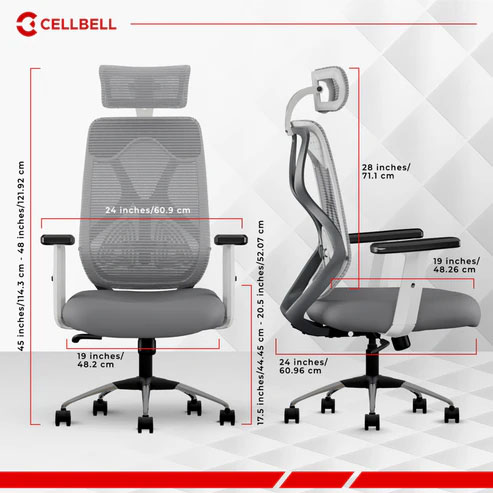 CELLBELL
28 inches/
71.1 cm
24 inches/60.9 cm
45 inches/114.3 cm - 48 inches/121.92 cm
17.5 inches/44.45 cm - 20.5 inches/52.07 cm
19 inches/
48.26 cm
19 inches/
48.2 cm
24 inches/
60.96 cm